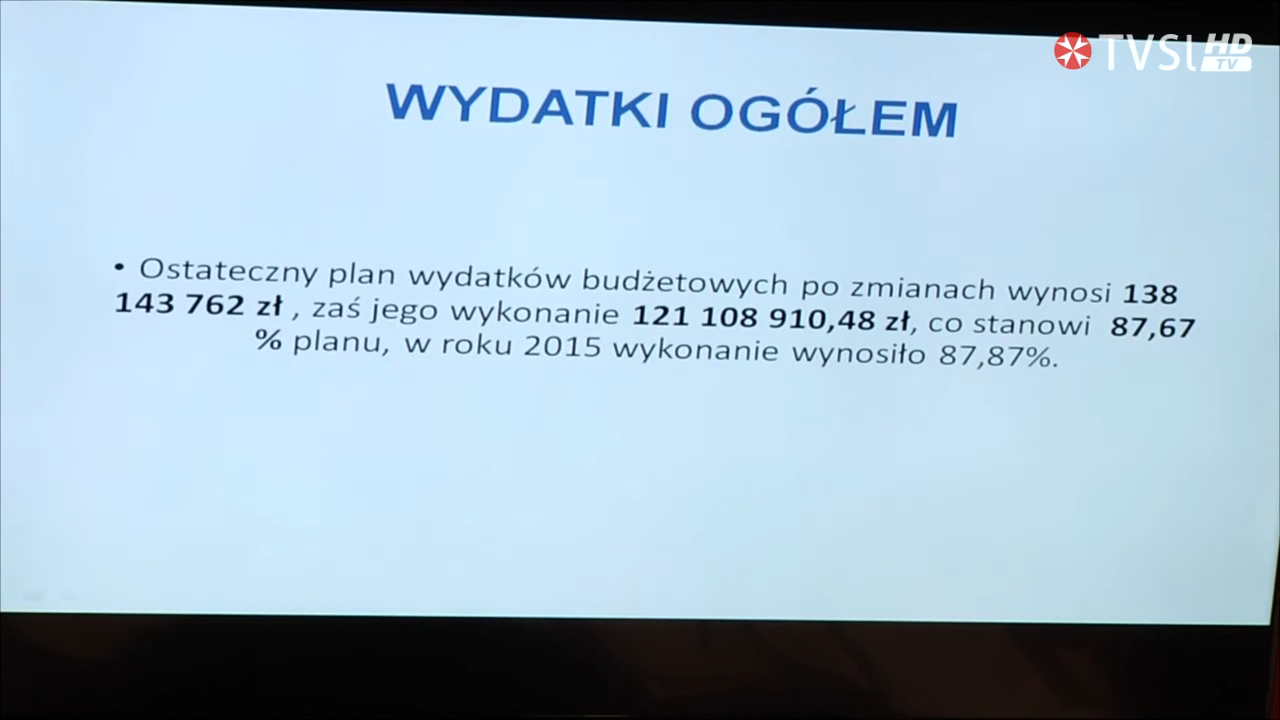 TVSL HD TV
WYDATKI OGÓŁEM
• Ostateczny plan wydatków budżetowych po zmianach wynosi 138
143 762 zł , zaś jego wykonanie 121 108 910,48 zł, co stanowi 87,67
% planu, w roku 2015 wykonanie wynosiło 87,87%.